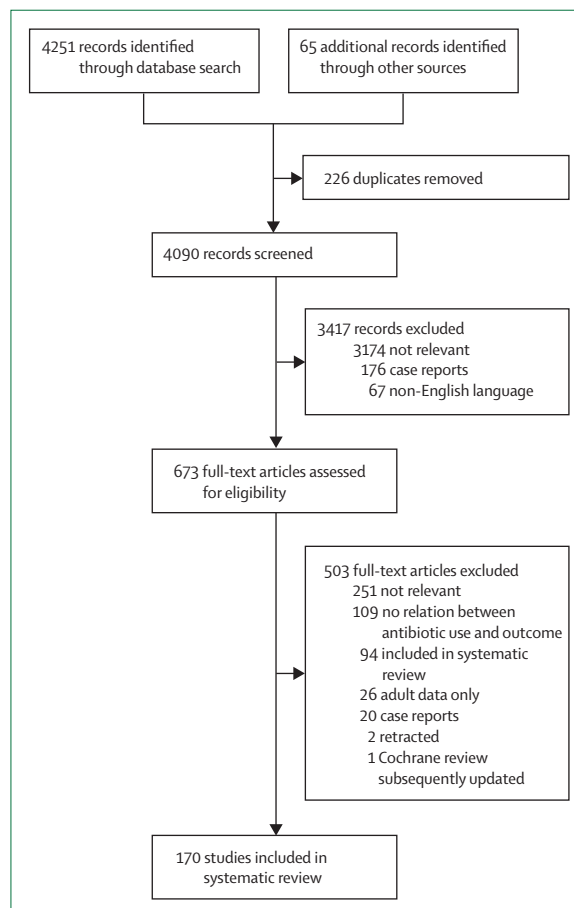 4251 records identified
through database search
65 additional records identified
through other sources
226 duplicates removed
4090 records screened
3417 records excluded
3174 not relevant
176 case reports
67 non-English language
673 full-text articles assessed
for eligibility
503 full-text articles excluded
251 not relevant
109 no relation between
antibiotic use and outcome
94 included in systematic
review
26 adult data only
20 case reports
2 retracted
1 Cochrane review
subsequently updated
170 studies included in
systematic review